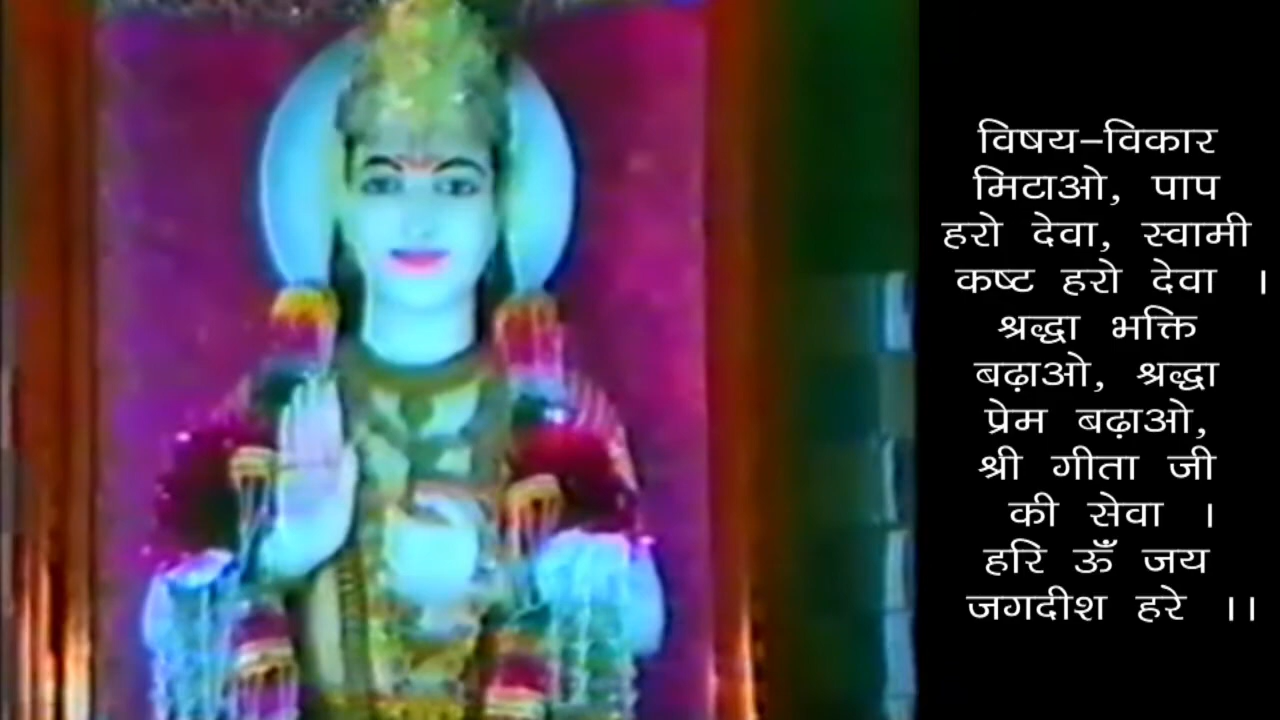 विषय–विकार
मिटाओ, पाप
हरो देवा, स्वामी
कष्ट हरो देवा ।
श्रद्धा भक्ति
बढ़ाओ, श्रद्धा
प्रेम बढ़ाओ,
श्री गीता जी
की सेवा ।
हरि ऊँ जय
जगदीश हरे ।।